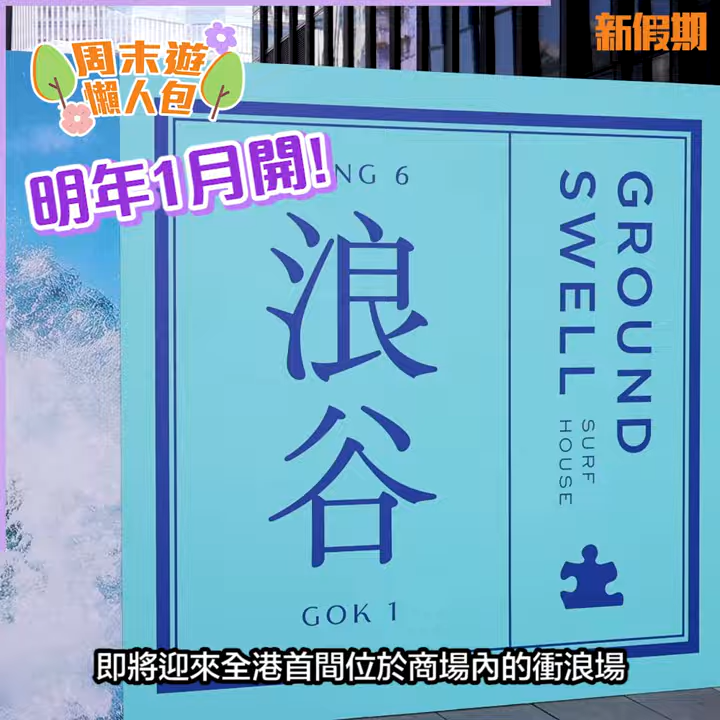 周末遊
懶人包
新假期
明年1月開!
NG 6
浪谷
GOK 1
GROUND
SWELL
SURF
HOUSE
即將迎來全港首間位於商場內的衝浪場